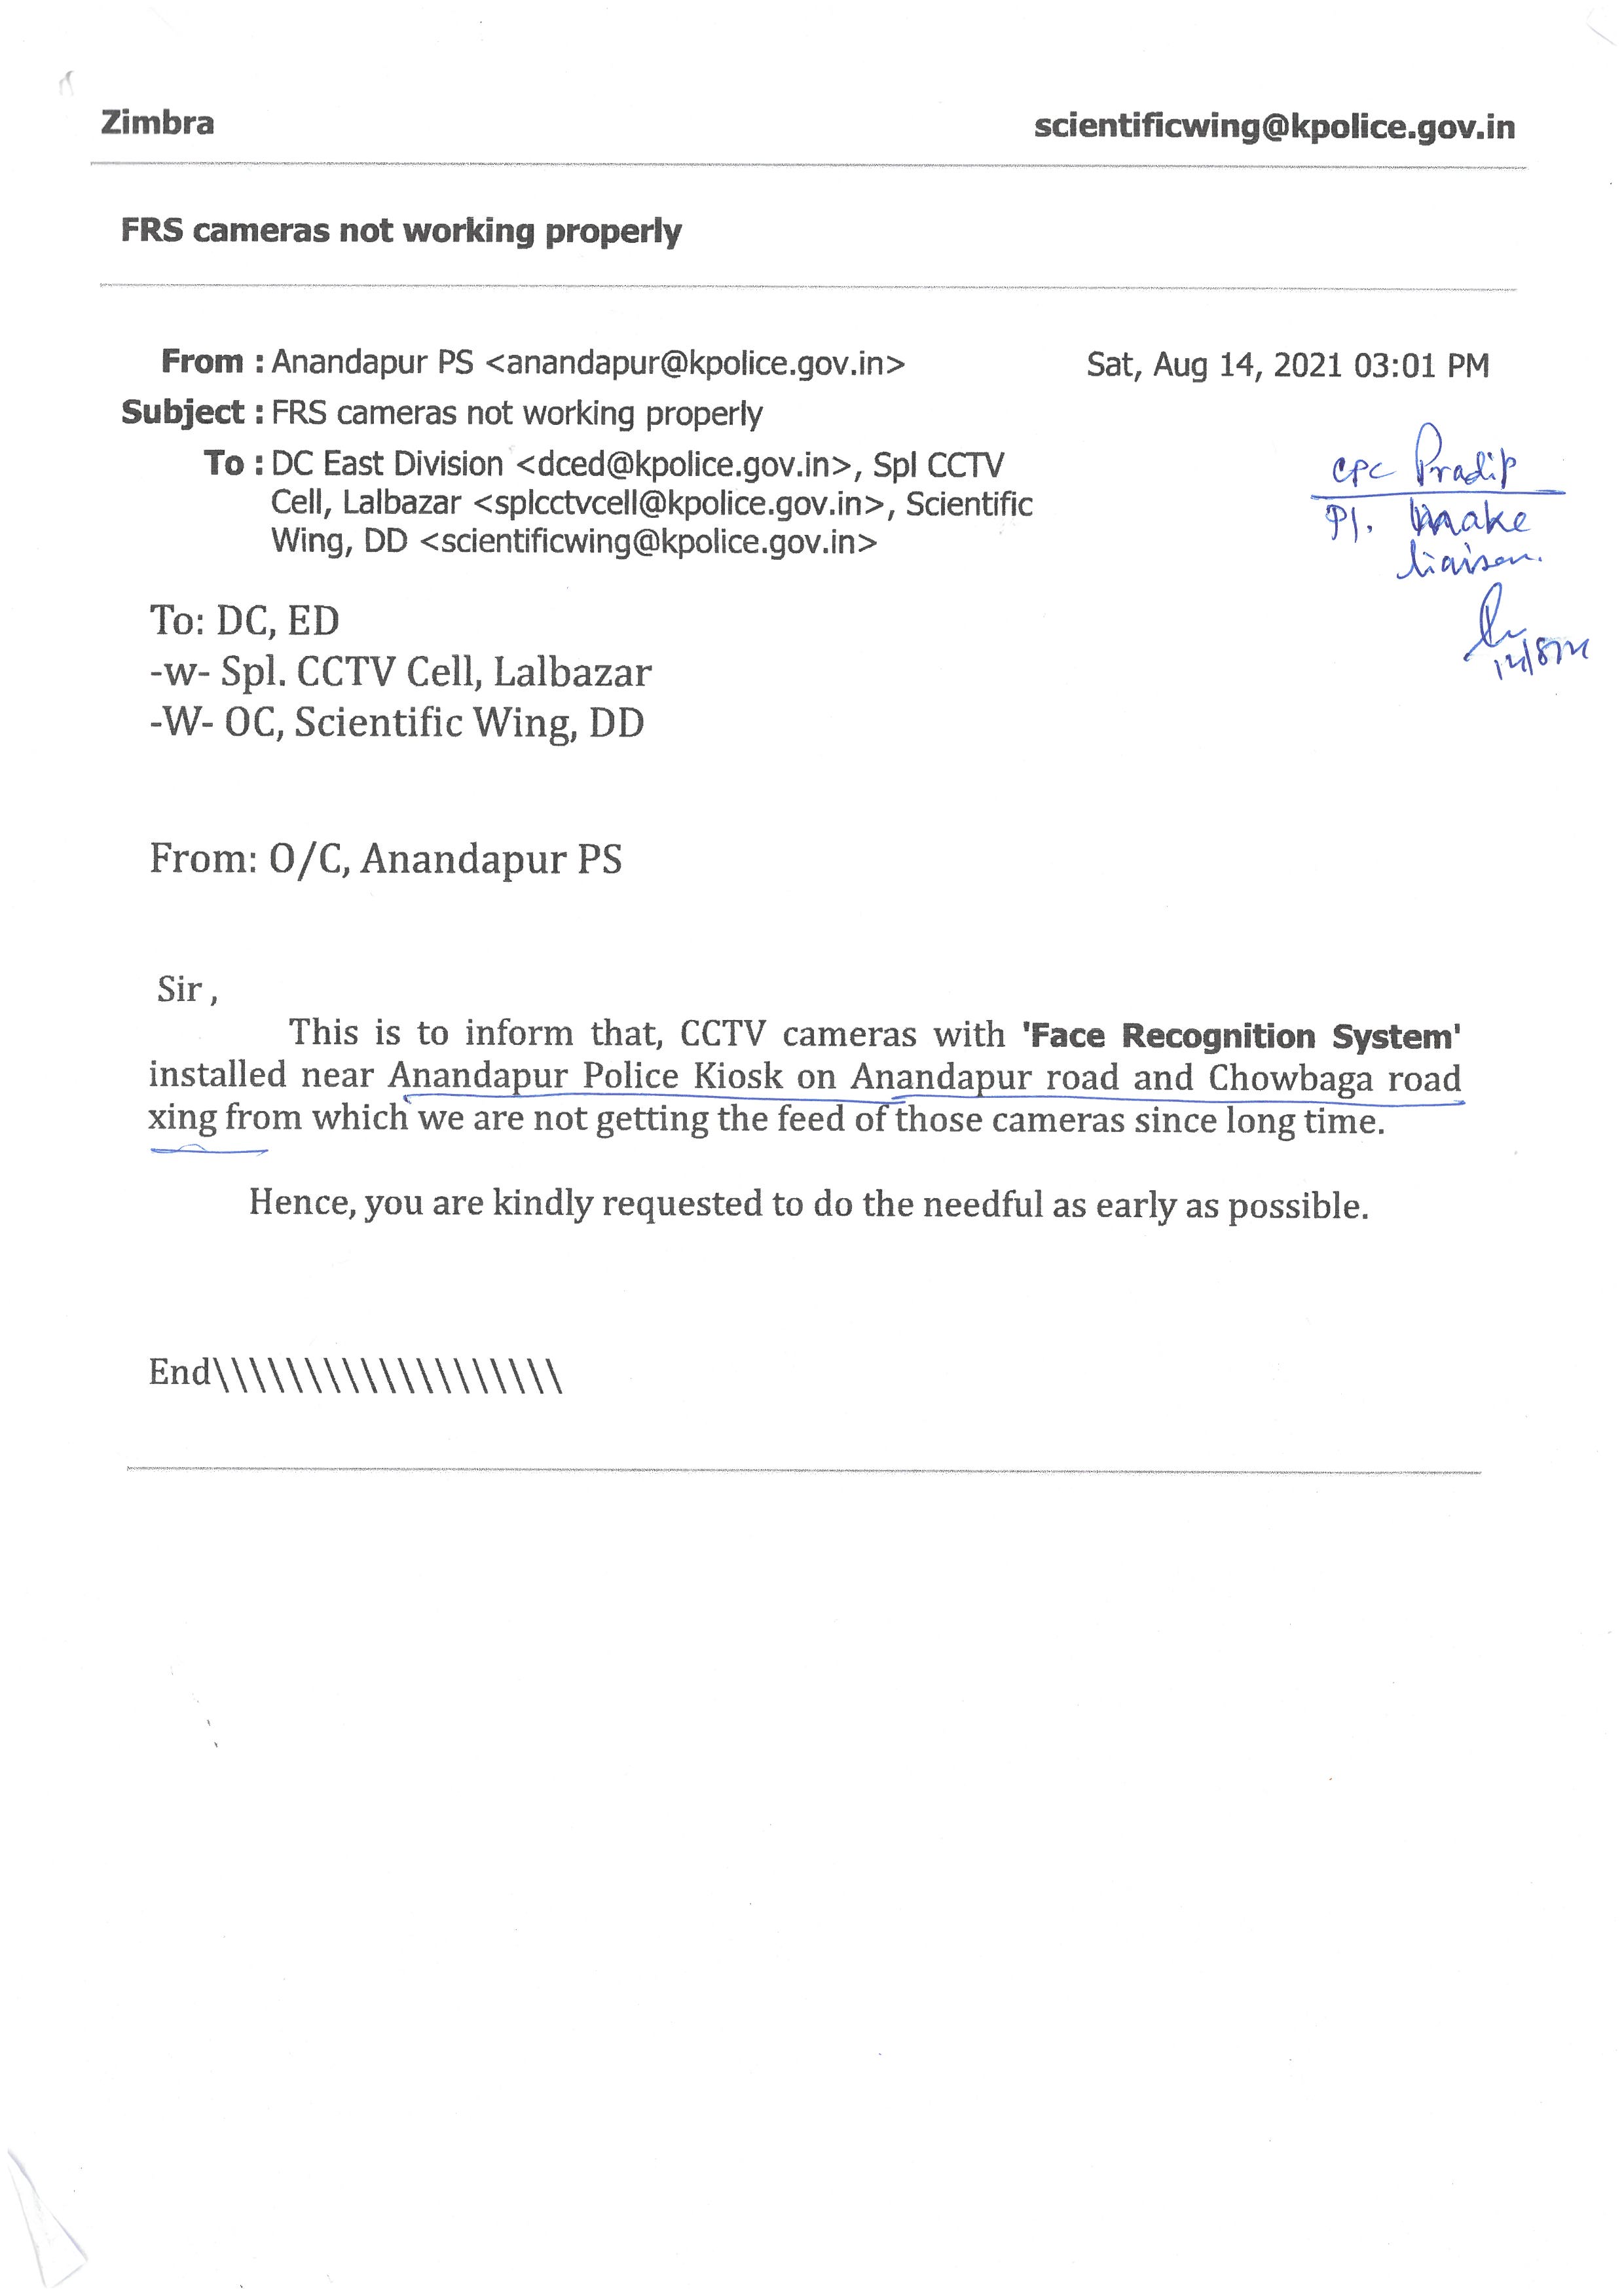 Zimbra
scientificwing@kpolice.gov.in
FRS cameras not working properly
From : Anandapur PS <anandapur@kpolice.gov.in>
Sat, Aug 14, 2021 03:01 PM
Subject : FRS cameras not working properly
To : DC East Division <dced@kpolice.gov.in>, Spl CCTV
Cell, Lalbazar <splcctvcell@kpolice.gov.in>, Scientific
Wing, DD <scientificwing@kpolice.gov.in>
CPC Pradip
Pl. make
liaison.
To: DC, ED
-w- Spl. CCTV Cell, Lalbazar
-W- OC, Scientific Wing, DD
From: O/C, Anandapur PS
Sir ,
This is to inform that, CCTV cameras with 'Face Recognition System'
installed near Anandapur Police Kiosk on Anandapur road and Chowbaga road
xing from which we are not getting the feed of those cameras since long time.
Hence, you are kindly requested to do the needful as early as possible.
End\\\\\\\\\\\\\\\\\\\